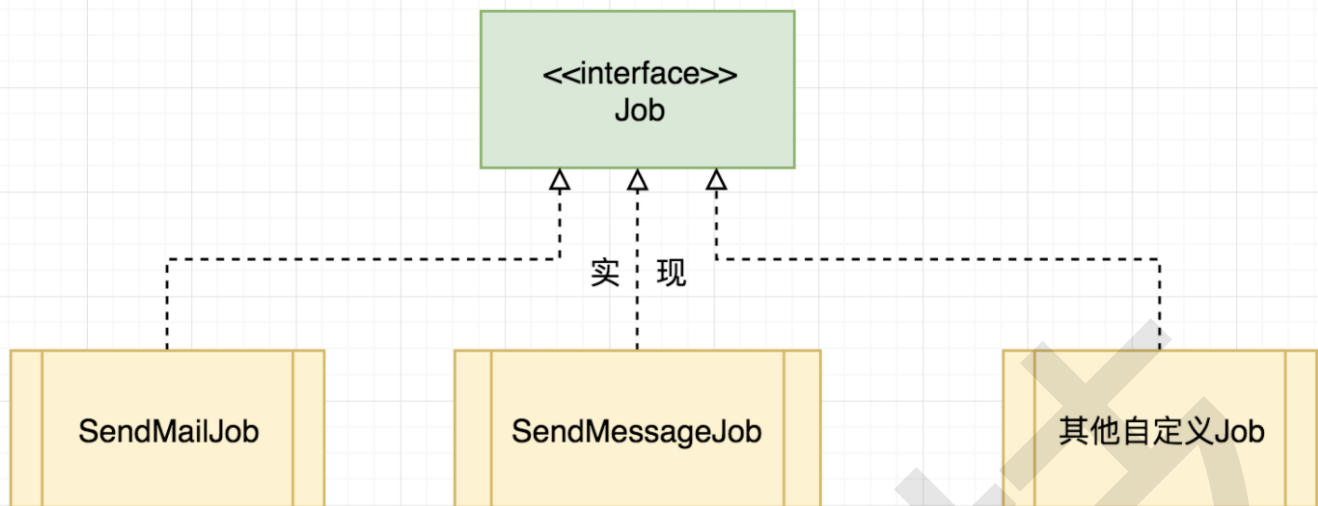 <<interface>>
Job
实 现
SendMailJob
SendMessageJob
其他自定义Job